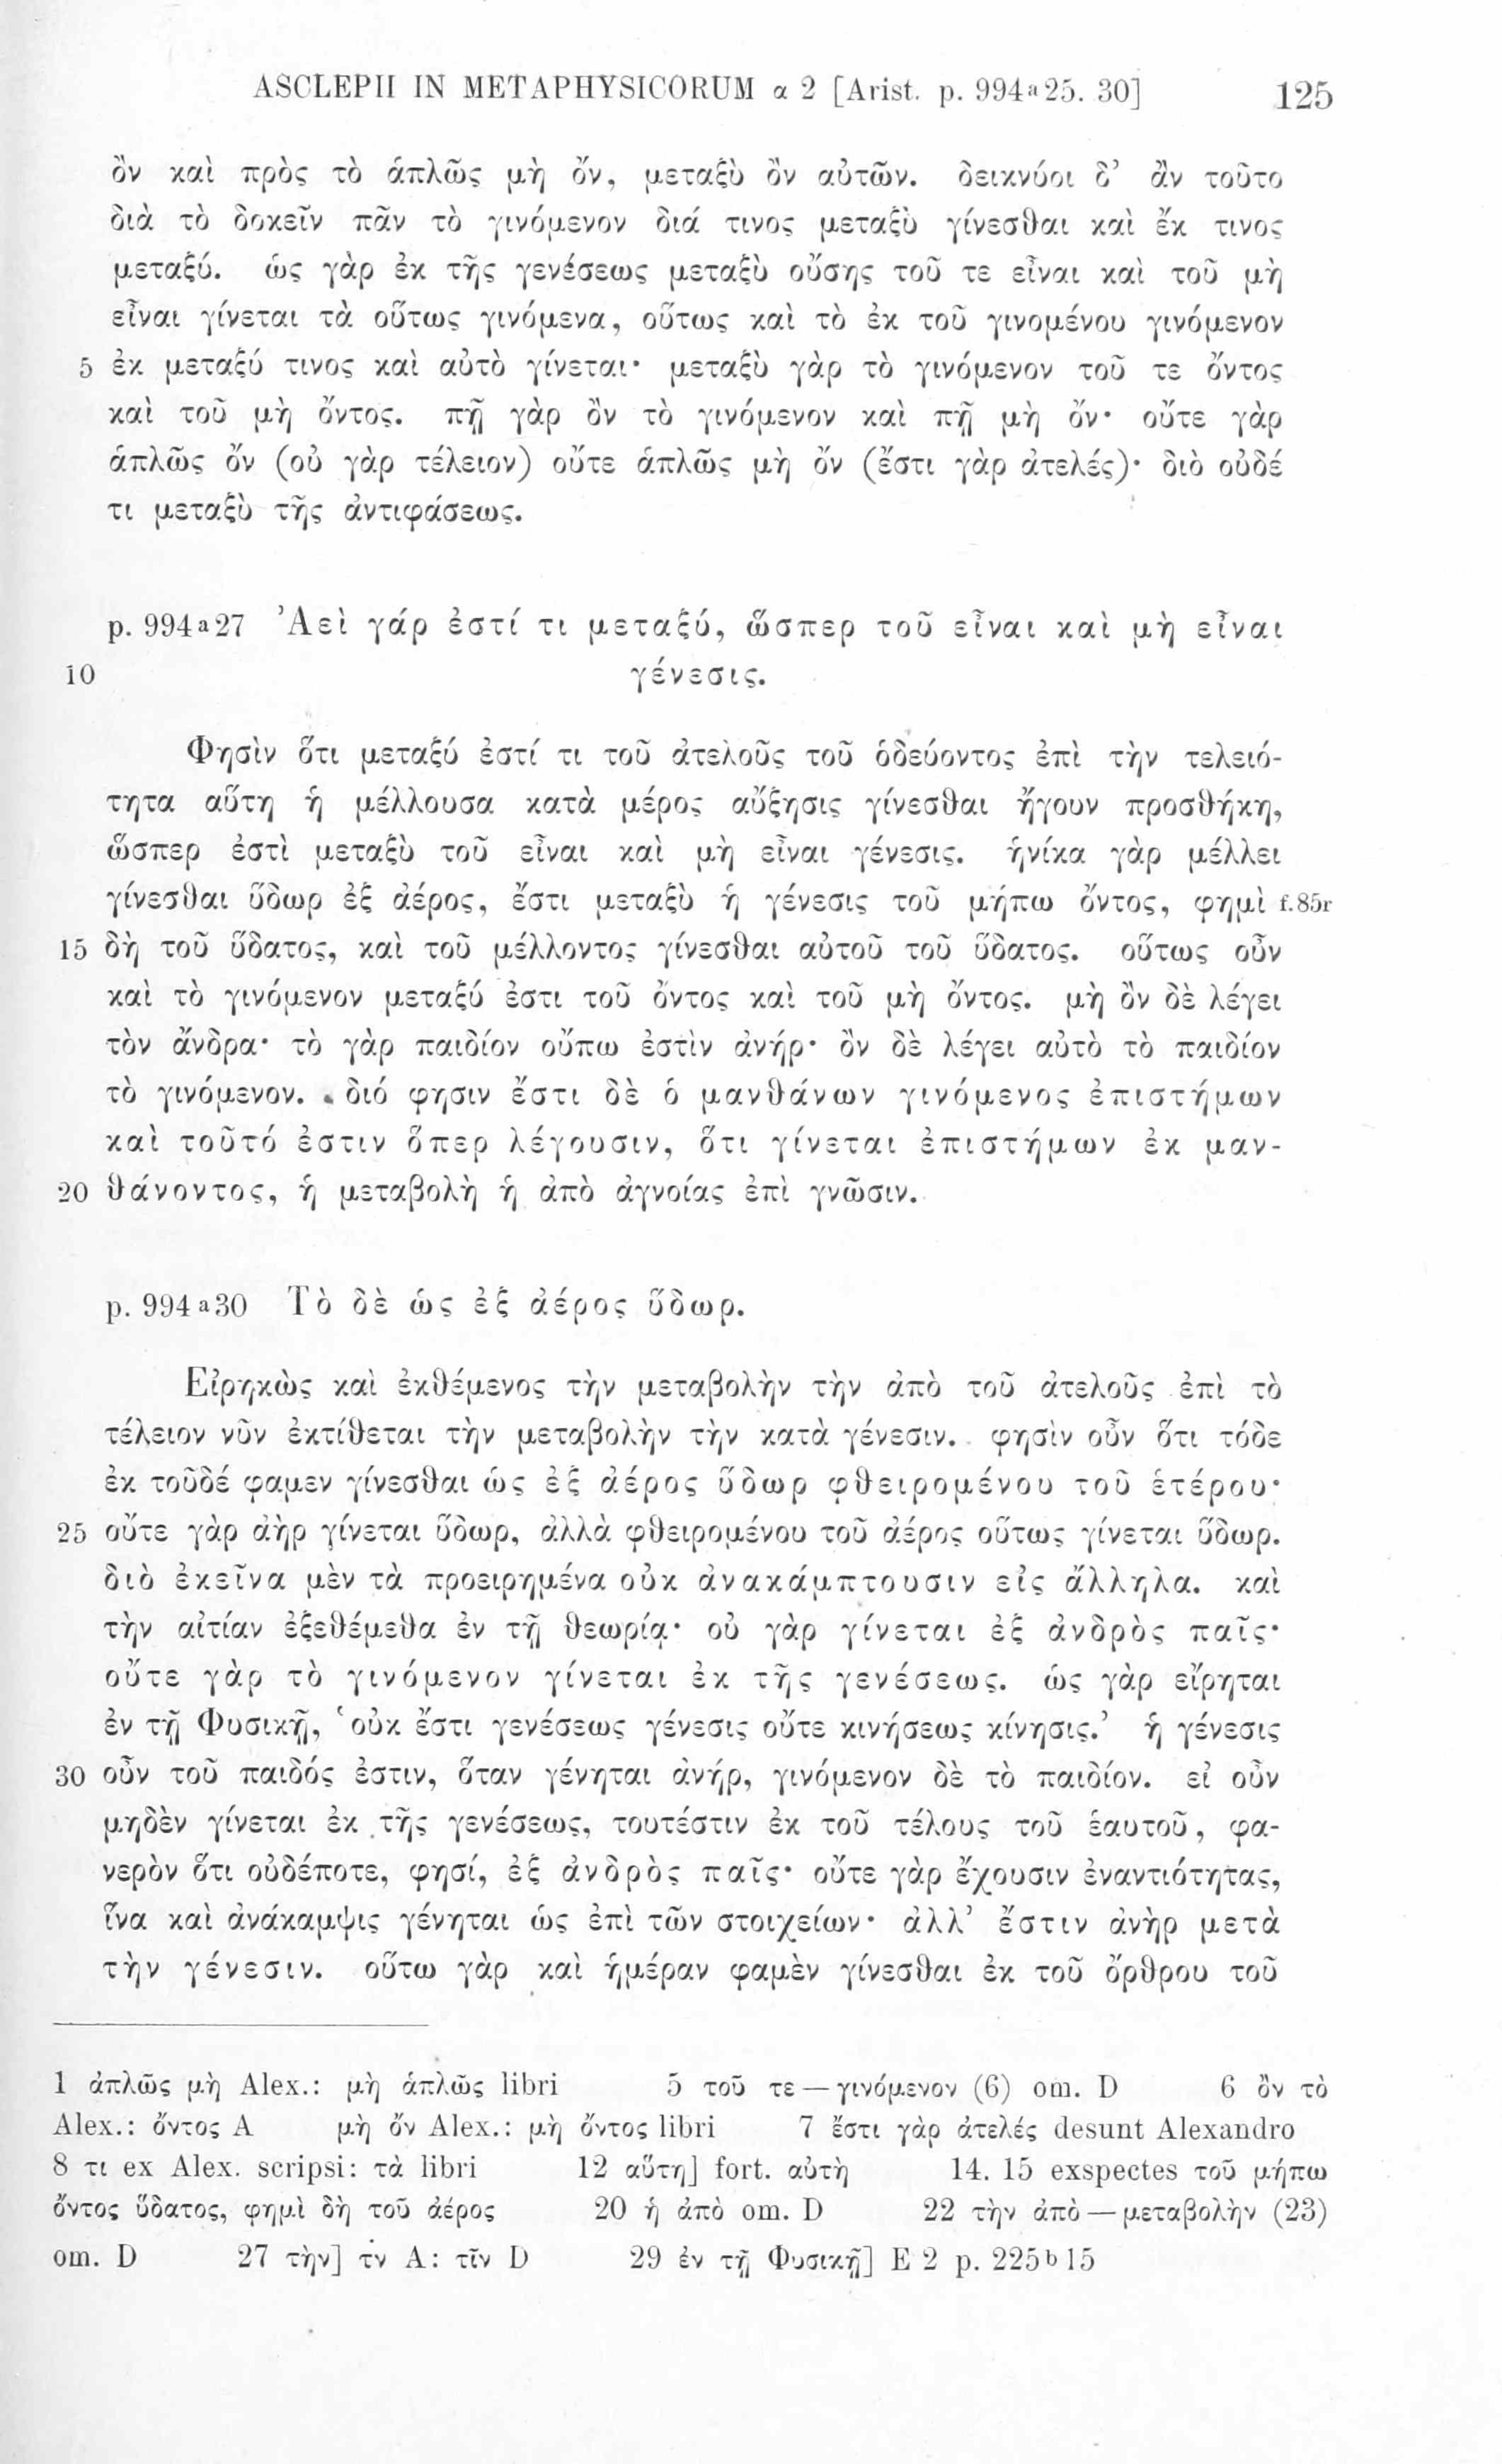 ASCLEPII IN METAPHYSICORUM α 2 [Arist. p. 994ᵃ25. 30] 125
ὂν καὶ πρὸς τὸ ἁπλῶς μὴ ὄν, μεταξὺ ὂν αὐτῶν. δεικνύοι δ’ ἂν τοῦτο
διὰ τὸ δοκεῖν πᾶν τὸ γινόμενον διά τινος μεταξὺ γίνεσθαι καὶ ἔκ τινος
μεταξύ. ὡς γὰρ ἐκ τῆς γενέσεως μεταξὺ οὔσης τοῦ τε εἶναι καὶ τοῦ μὴ
εἶναι γίνεται τὰ οὕτως γινόμενα, οὕτως καὶ τὸ ἐκ τοῦ γινομένου γινόμενον
5 ἐκ μεταξύ τινος καὶ αὐτὸ γίνεται· μεταξὺ γὰρ τὸ γινόμενον τοῦ τε ὄντος
καὶ τοῦ μὴ ὄντος. πῇ γὰρ ὂν τὸ γινόμενον καὶ πῇ μὴ ὄν· οὔτε γὰρ
ἁπλῶς ὄν (οὐ γὰρ τέλειον) οὔτε ἁπλῶς μὴ ὄν (ἔστι γὰρ ἀτελές)· διὸ οὐδέ
τι μεταξὺ τῆς ἀντιφάσεως.
p. 994ᵃ27 Ἀεὶ γάρ ἐστί τι μεταξύ, ὥσπερ τοῦ εἶναι καὶ μὴ εἶναι
10 γένεσις.
Φησὶν ὅτι μεταξύ ἐστί τι τοῦ ἀτελοῦς τοῦ ὁδεύοντος ἐπὶ τὴν τελειό-
τητα αὕτη ἡ μέλλουσα κατὰ μέρος αὔξησις γίνεσθαι ἤγουν προσθήκη,
ὥσπερ ἐστὶ μεταξὺ τοῦ εἶναι καὶ μὴ εἶναι γένεσις. ἡνίκα γὰρ μέλλει
γίνεσθαι ὕδωρ ἐξ ἀέρος, ἔστι μεταξὺ ἡ γένεσις τοῦ μήπω ὄντος, φημὶ f.85r
15 δὴ τοῦ ὕδατος, καὶ τοῦ μέλλοντος γίνεσθαι αὐτοῦ τοῦ ὕδατος. οὕτως οὖν
καὶ τὸ γινόμενον μεταξύ ἐστι τοῦ ὄντος καὶ τοῦ μὴ ὄντος. μὴ ὂν δὲ λέγει
τὸν ἄνδρα· τὸ γὰρ παιδίον οὔπω ἐστὶν ἀνήρ· ὂν δὲ λέγει αὐτὸ τὸ παιδίον
τὸ γινόμενον. διό φησιν ἔστι δὲ ὁ μανθάνων γινόμενος ἐπιστήμων
καὶ τοῦτό ἐστιν ὅπερ λέγουσιν, ὅτι γίνεται ἐπιστήμων ἐκ μαν-
20 θάνοντος, ἡ μεταβολὴ ἡ ἀπὸ ἀγνοίας ἐπὶ γνῶσιν.
p. 994ᵃ30 Τὸ δὲ ὡς ἐξ ἀέρος ὕδωρ.
Εἰρηκὼς καὶ ἐκθέμενος τὴν μεταβολὴν τὴν ἀπὸ τοῦ ἀτελοῦς ἐπὶ τὸ
τέλειον νῦν ἐκτίθεται τὴν μεταβολὴν τὴν κατὰ γένεσιν. φησὶν οὖν ὅτι τόδε
ἐκ τοῦδέ φαμεν γίνεσθαι ὡς ἐξ ἀέρος ὕδωρ φθειρομένου τοῦ ἑτέρου·
25 οὔτε γὰρ ἀὴρ γίνεται ὕδωρ, ἀλλὰ φθειρομένου τοῦ ἀέρος οὕτως γίνεται ὕδωρ.
διὸ ἐκεῖνα μὲν τὰ προειρημένα οὐκ ἀνακάμπτουσιν εἰς ἄλληλα. καὶ
τὴν αἰτίαν ἐξεθέμεθα ἐν τῇ θεωρίᾳ· οὐ γὰρ γίνεται ἐξ ἀνδρὸς παῖς·
οὔτε γὰρ τὸ γινόμενον γίνεται ἐκ τῆς γενέσεως. ὡς γὰρ εἴρηται
ἐν τῇ Φυσικῇ, ‘οὐκ ἔστι γενέσεως γένεσις οὔτε κινήσεως κίνησις.’ ἡ γένεσις
30 οὖν τοῦ παιδός ἐστιν, ὅταν γένηται ἀνήρ, γινόμενον δὲ τὸ παιδίον. εἰ οὖν
μηδὲν γίνεται ἐκ τῆς γενέσεως, τουτέστιν ἐκ τοῦ τέλους τοῦ ἑαυτοῦ, φα-
νερὸν ὅτι οὐδέποτε, φησί, ἐξ ἀνδρὸς παῖς· οὔτε γὰρ ἔχουσιν ἐναντιότητας,
ἵνα καὶ ἀνάκαμψις γένηται ὡς ἐπὶ τῶν στοιχείων· ἀλλ’ ἔστιν ἀνὴρ μετὰ
τὴν γένεσιν. οὕτω γὰρ καὶ ἡμέραν φαμὲν γίνεσθαι ἐκ τοῦ ὄρθρου τοῦ
1 ἁπλῶς μὴ Alex.: μὴ ἁπλῶς libri 5 τοῦ τε — γινόμενον (6) om. D 6 ὂν τὸ
Alex.: ὄντος A μὴ ὄν Alex.: μὴ ὄντος libri 7 ἔστι γὰρ ἀτελές desunt Alexandro
8 τι ex Alex. scripsi: τὰ libri 12 αὕτη] fort. αὐτὴ 14. 15 exspectes τοῦ μήπω
ὄντος ὕδατος, φημὶ δὴ τοῦ ἀέρος 20 ἡ ἀπὸ om. D 22 τὴν ἀπὸ — μεταβολὴν (23)
om. D 27 τὴν] τν A: τῖν D 29 ἐν τῇ Φυσικῇ] E 2 p. 225ᵇ15